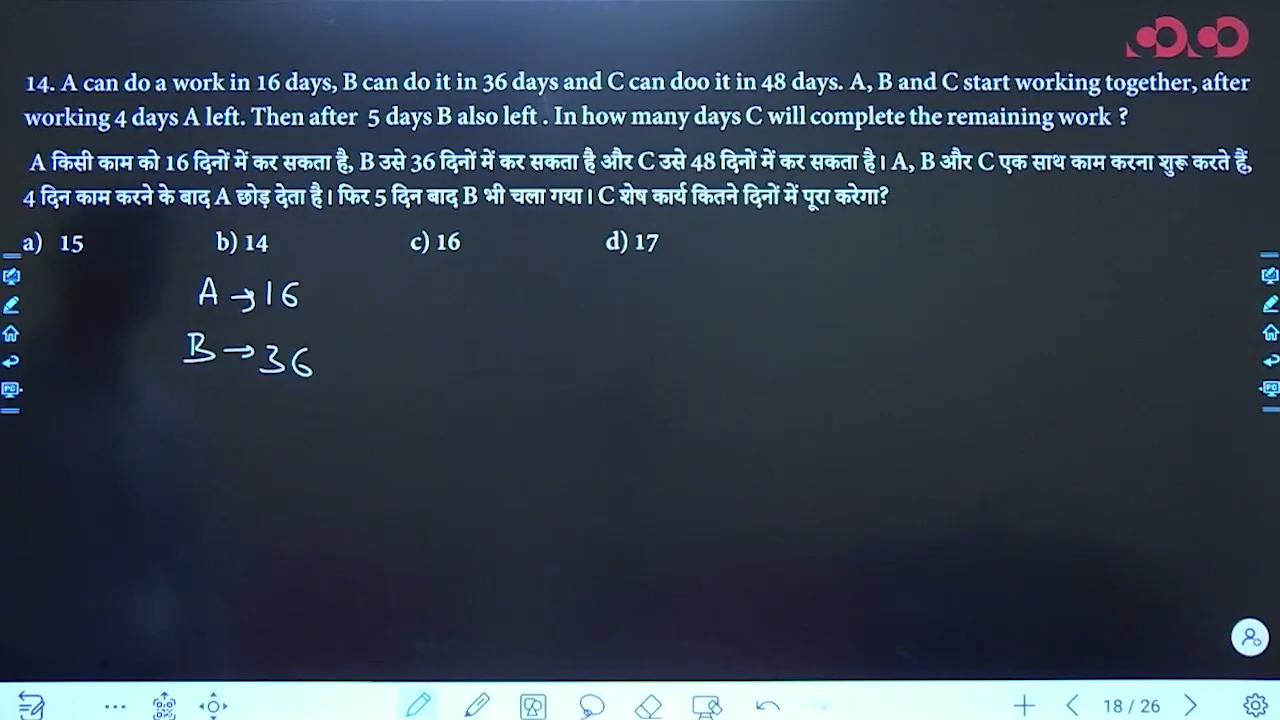 14. A can do a work in 16 days, B can do it in 36 days and C can doo it in 48 days. A, B and C start working together, after
working 4 days A left. Then after 5 days B also left . In how many days C will complete the remaining work ?
A किसी काम को 16 दिनों में कर सकता है, B उसे 36 दिनों में कर सकता है और C उसे 48 दिनों में कर सकता है। A, B और C एक साथ काम करना शुरू करते हैं,
4 दिन काम करने के बाद A छोड़ देता है। फिर 5 दिन बाद B भी चला गया। C शेष कार्य कितने दिनों में पूरा करेगा?
a) 15 b) 14 c) 16 d) 17
A → 16
B → 36
18 / 26